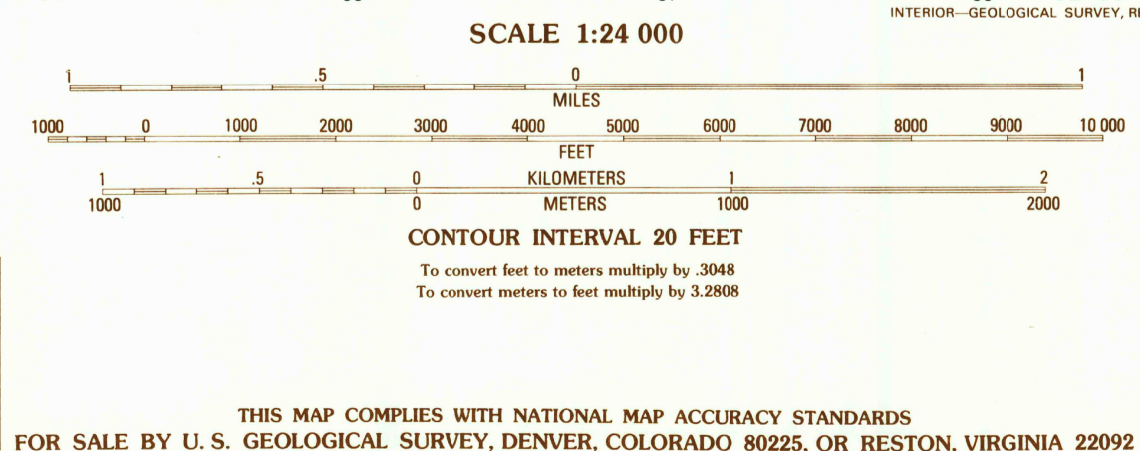 INTERIOR—GEOLOGICAL SURVEY,
SCALE 1:24 000
1 .5 0 1
MILES
1000 0 1000 2000 3000 4000 5000 6000 7000 8000 9000 10 000
FEET
1 .5 0 KILOMETERS 1 2
1000 0 METERS 1000 2000
CONTOUR INTERVAL 20 FEET
To convert feet to meters multiply by .3048
To convert meters to feet multiply by 3.2808
THIS MAP COMPLIES WITH NATIONAL MAP ACCURACY STANDARDS
FOR SALE BY U. S. GEOLOGICAL SURVEY, DENVER, COLORADO 80225, OR RESTON, VIRGINIA 22092